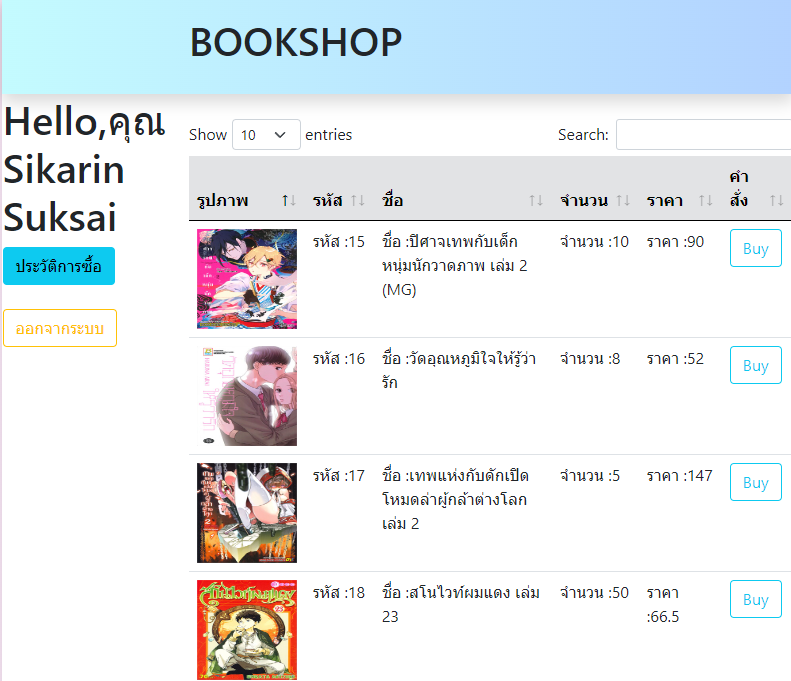 BOOKSHOP
Hello,คุณ
Sikarin
Suksai
ประวัติการซื้อ
ออกจากระบบ
Show 10 entries
Search:
รูปภาพ รหัส ชื่อ จำนวน ราคา คำ
สั่ง
รหัส :15 ชื่อ :ปีศาจเทพกับเด็ก จำนวน :10 ราคา :90 Buy
หนุ่มนักวาดภาพ เล่ม 2
(MG)
รหัส :16 ชื่อ :วัดอุณหภูมิใจให้รู้ว่า จำนวน :8 ราคา :52 Buy
รัก
รหัส :17 ชื่อ :เทพแห่งกับดักเปิด จำนวน :5 ราคา :147 Buy
โหมดล่าผู้กล้าต่างโลก
เล่ม 2
รหัส :18 ชื่อ :สโนไวท์ผมแดง เล่ม จำนวน :50 ราคา Buy
23 :66.5